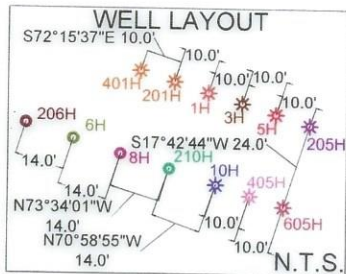 WELL LAYOUT
S72°15'37"E 10.0'
10.0'
10.0'
10.0'
401H
201H
1H
3H
5H
205H
206H
6H
S17°42'44"W 24.0'
14.0'
8H
210H
10H
14.0'
405H
10.0'
605H
N73°34'01"W
14.0'
10.0'
N70°58'55"W
14.0'
10.0'
N.T.S.